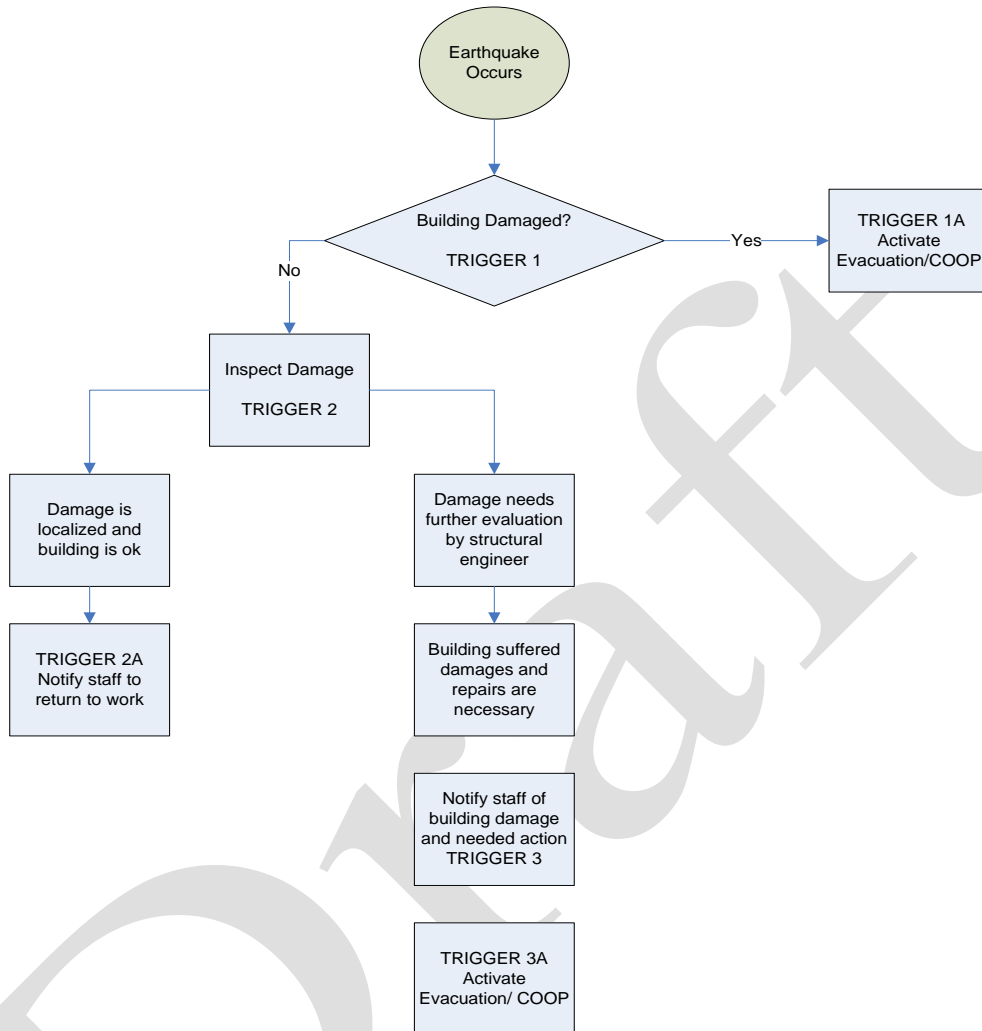 Earthquake
Occurs
Building Damaged?
TRIGGER 1
Yes
TRIGGER 1A
Activate
Evacuation/COOP
No
Inspect Damage
TRIGGER 2
Damage is
localized and
building is ok
Damage needs
further evaluation
by structural
engineer
TRIGGER 2A
Notify staff to
return to work
Building suffered
damages and
repairs are
necessary
Notify staff of
building damage
and needed action
TRIGGER 3
TRIGGER 3A
Activate
Evacuation/ COOP
Draft